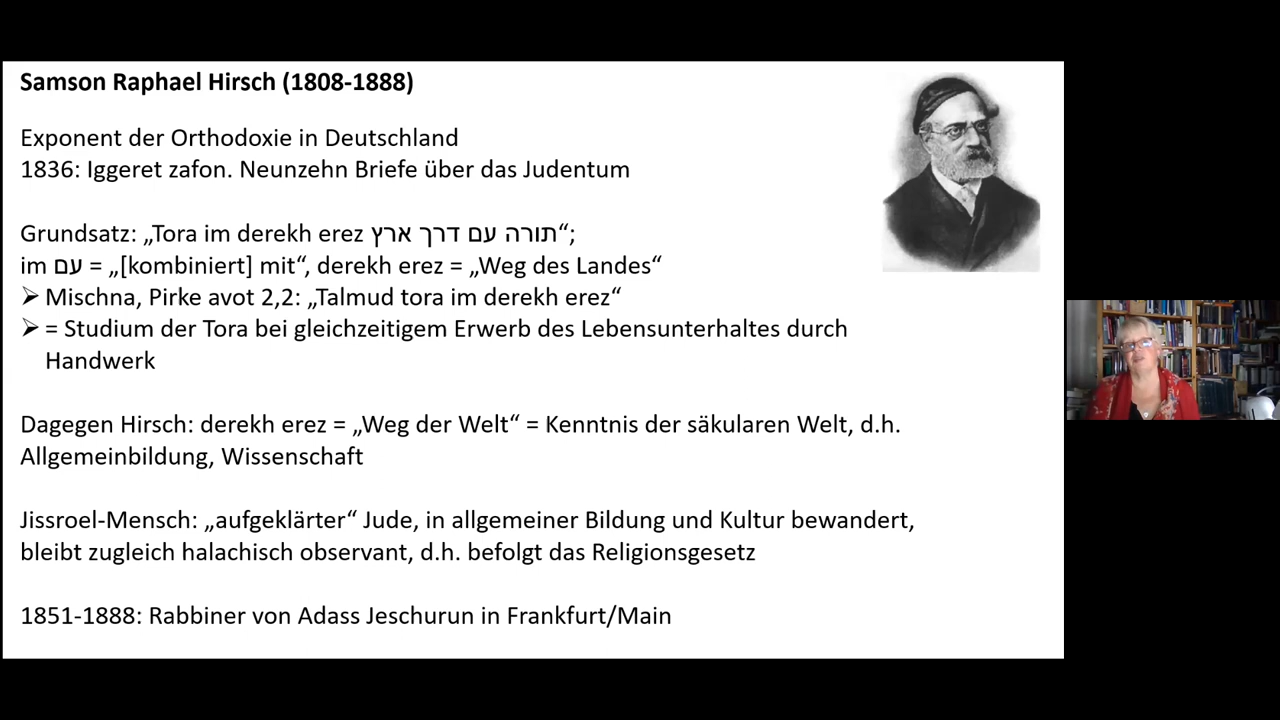 Samson Raphael Hirsch (1808-1888)
Exponent der Orthodoxie in Deutschland
1836: Iggeret zafon. Neunzehn Briefe über das Judentum
Grundsatz: „Tora im derekh erez תורה עם דרך ארץ“;
im עם = „[kombiniert] mit“, derekh erez = „Weg des Landes“
➢ Mischna, Pirke avot 2,2: „Talmud tora im derekh erez“
➢ = Studium der Tora bei gleichzeitigem Erwerb des Lebensunterhaltes durch
Handwerk
Dagegen Hirsch: derekh erez = „Weg der Welt“ = Kenntnis der säkularen Welt, d.h.
Allgemeinbildung, Wissenschaft
Jissroel-Mensch: „aufgeklärter“ Jude, in allgemeiner Bildung und Kultur bewandert,
bleibt zugleich halachisch observant, d.h. befolgt das Religionsgesetz
1851-1888: Rabbiner von Adass Jeschurun in Frankfurt/Main